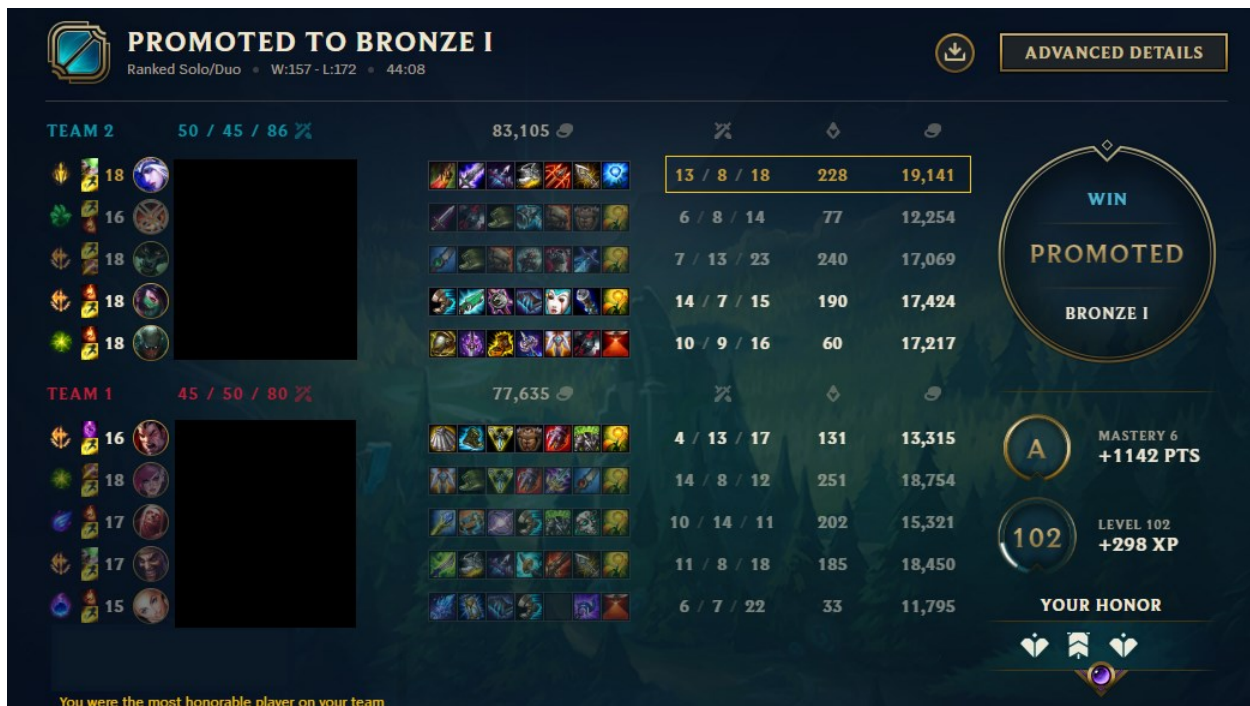 PROMOTED TO BRONZE I
Ranked Solo/Duo • W:157 - L:172 • 44:08
ADVANCED DETAILS
TEAM 2 50 / 45 / 86 83,105
18 13 / 8 / 18 228 19,141
16 6 / 8 / 14 77 12,254
18 7 / 13 / 23 240 17,069
18 14 / 7 / 15 190 17,424
18 10 / 9 / 16 60 17,217
TEAM 1 45 / 50 / 80 77,635
16 4 / 13 / 17 131 13,315
18 14 / 8 / 12 251 18,754
17 10 / 14 / 11 202 15,321
17 11 / 8 / 18 185 18,450
15 6 / 7 / 22 33 11,795
You were the most honorable player on your team
WIN
PROMOTED
BRONZE I
A
MASTERY 6
+1142 PTS
102
LEVEL 102
+298 XP
YOUR HONOR